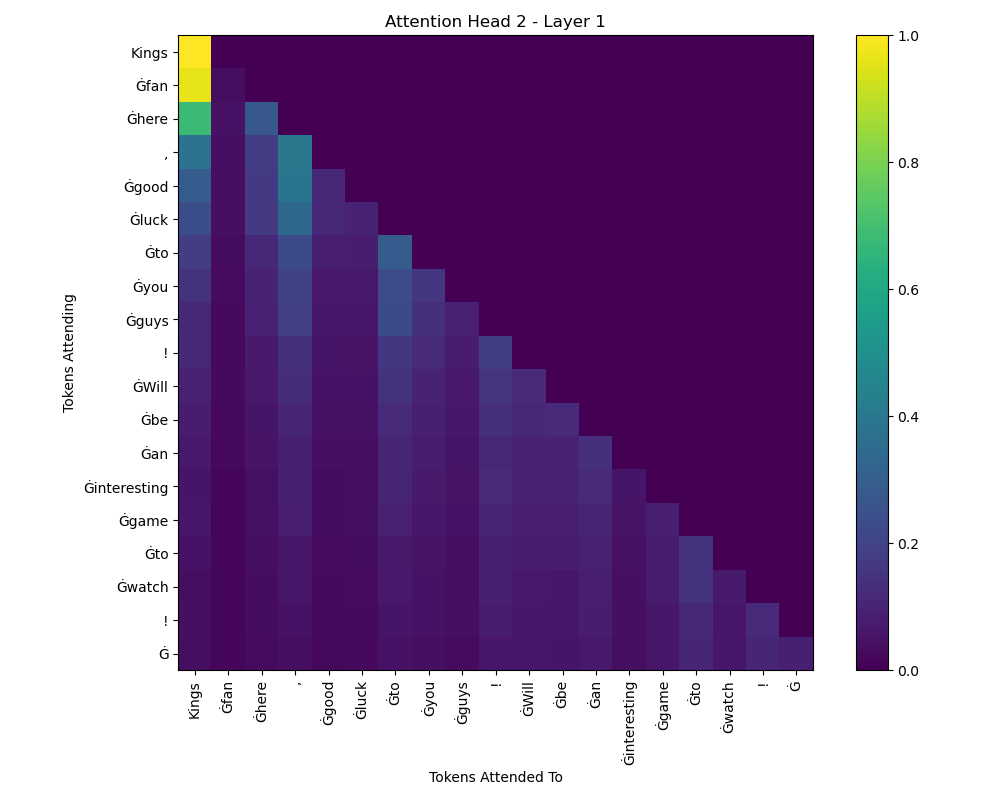 Attention Head 2 - Layer 1
Kings
Ġfan
Ġhere
,
Ġgood
Ġluck
Ġto
Ġyou
Ġguys
!
ĠWill
Ġbe
Ġan
Ġinteresting
Ġgame
Ġto
Ġwatch
!
Ġ
Tokens Attending
Kings
Ġfan
Ġhere
,
Ġgood
Ġluck
Ġto
Ġyou
Ġguys
!
ĠWill
Ġbe
Ġan
Ġinteresting
Ġgame
Ġto
Ġwatch
!
Ġ
Tokens Attended To
1.0
0.8
0.6
0.4
0.2
0.0